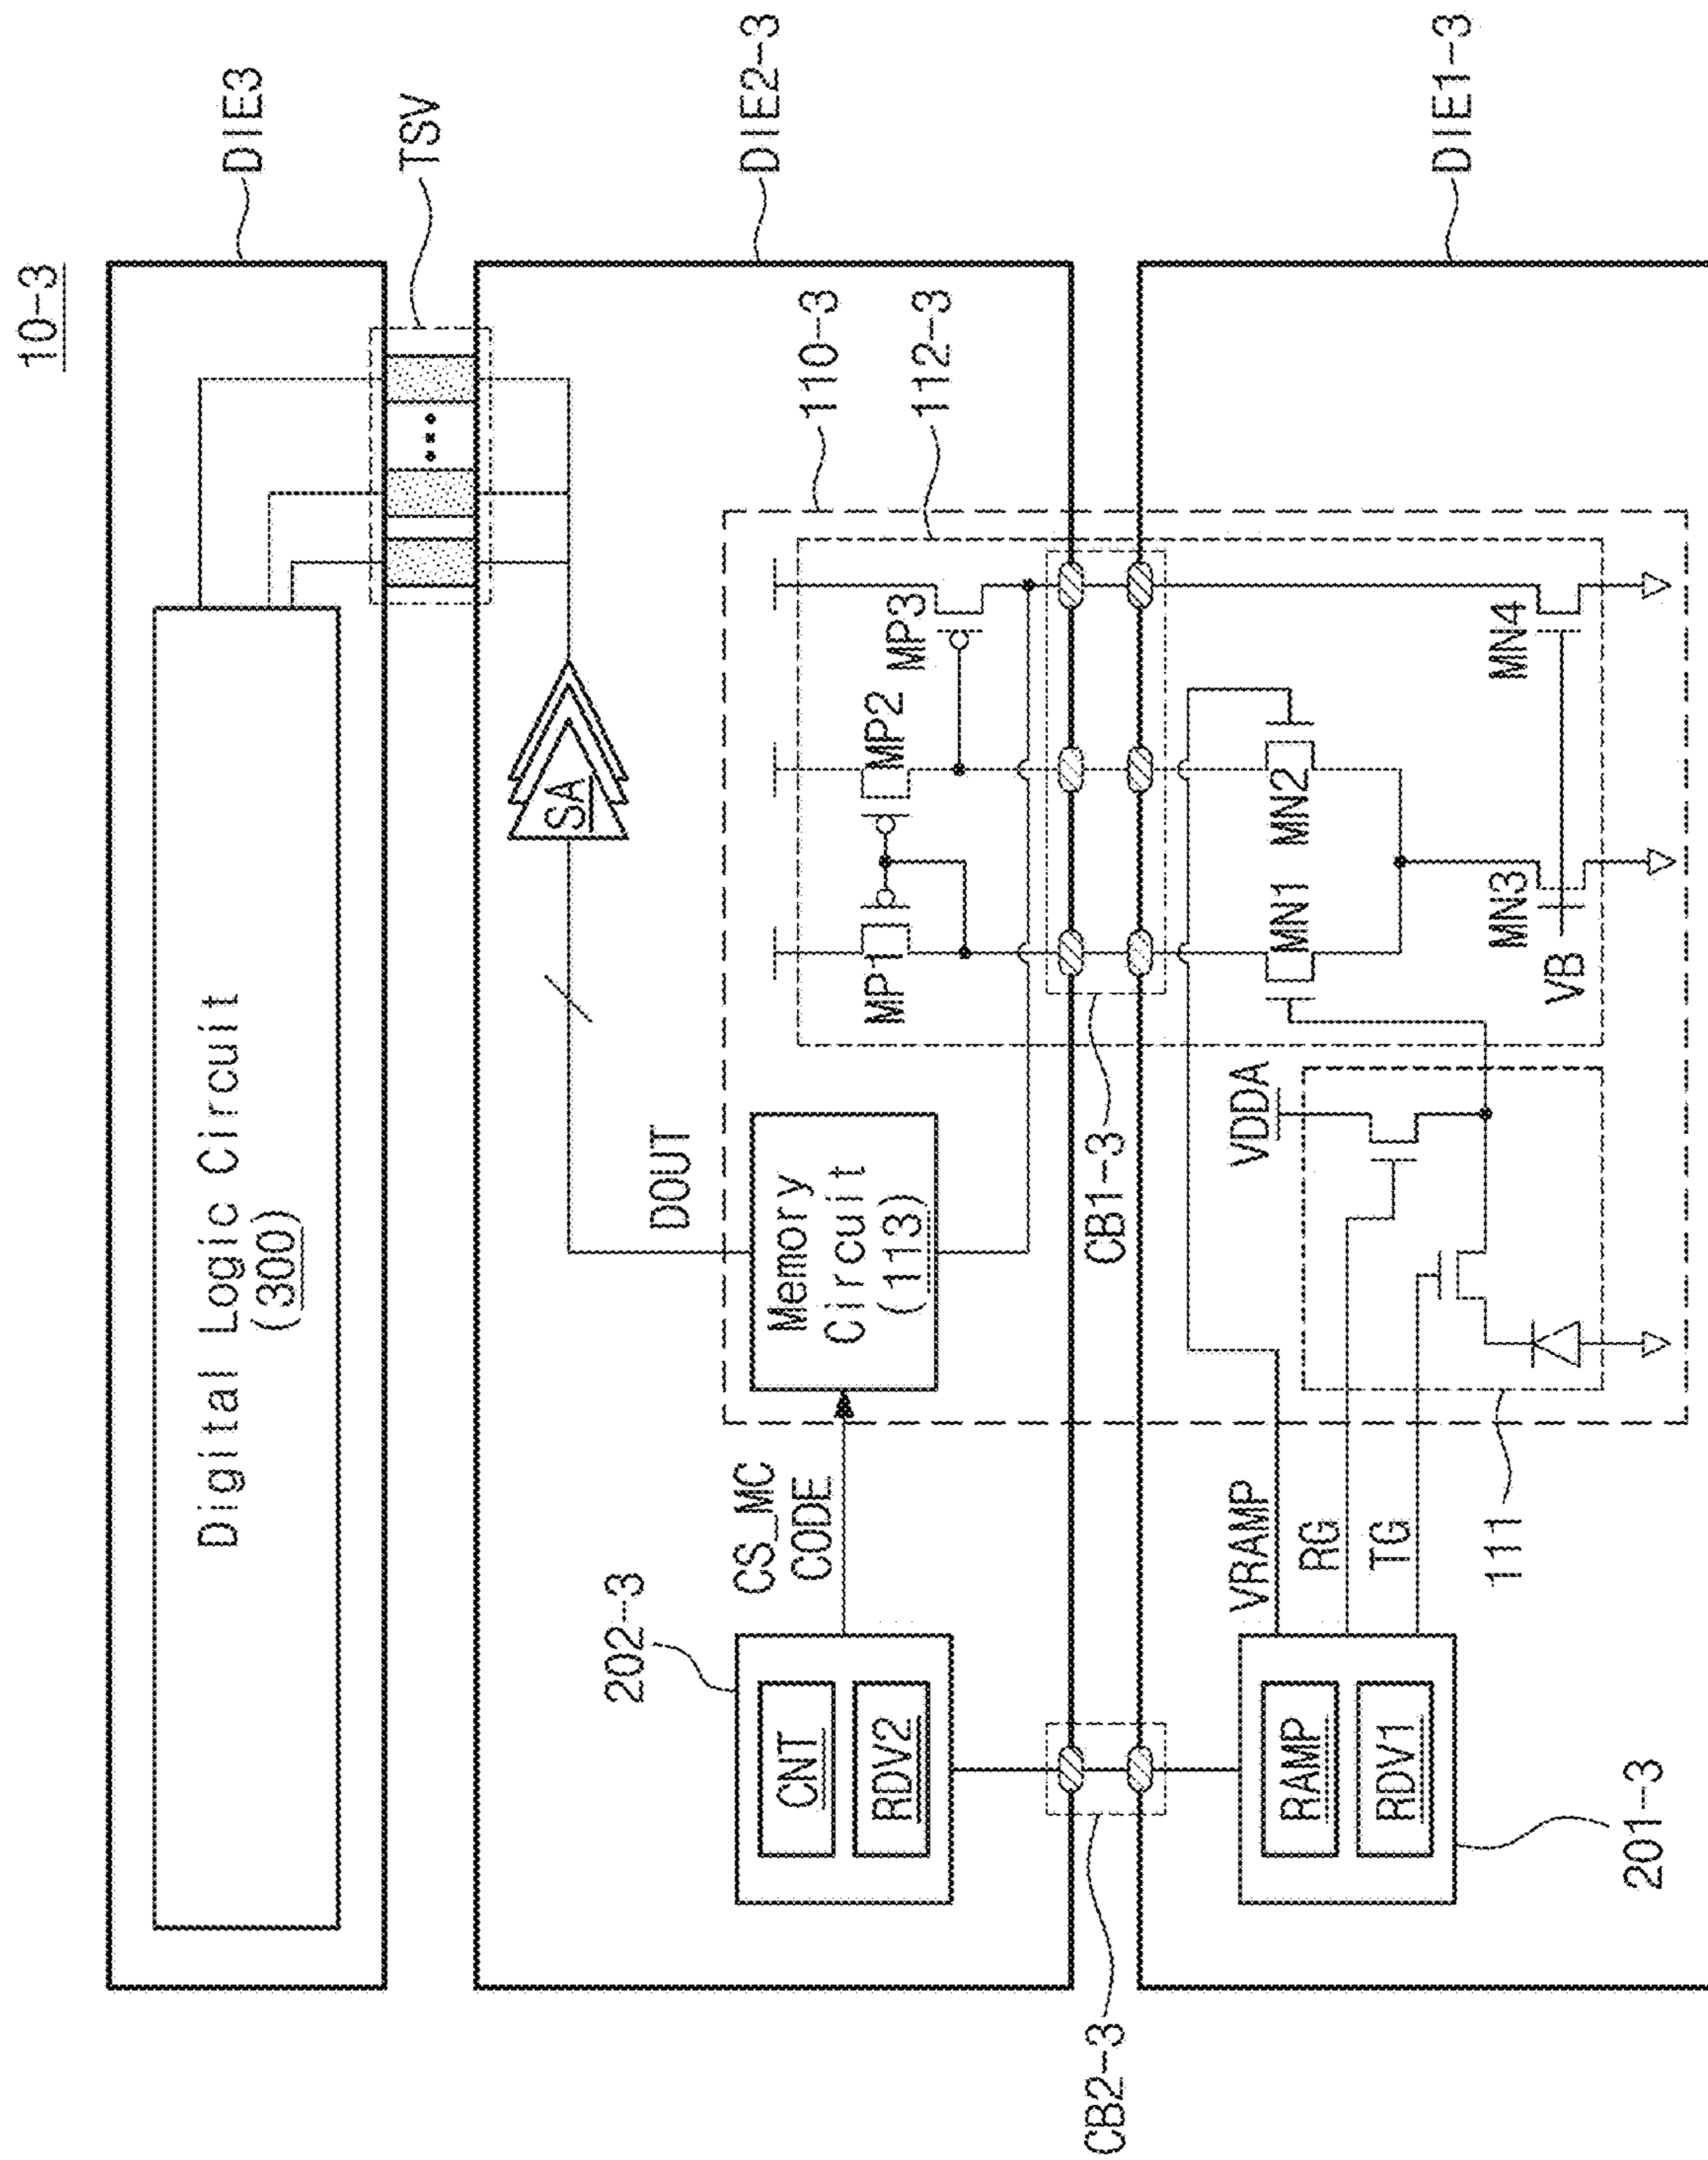 10-3
DIE3
Digital Logic Circuit
(300)
TSV
DIE2-3
SA
DOUT
110-3
112-3
202-3
CNT
RDV2
CS_MC
CODE
Memory
Circuit
(113)
MP1
MP2
MP3
CB2-3
CB1-3
DIE1-3
RAMP
RDV1
201-3
VRAMP
RG
TG
111
VDDA
MN1
MN2
VB
MN3
MN4